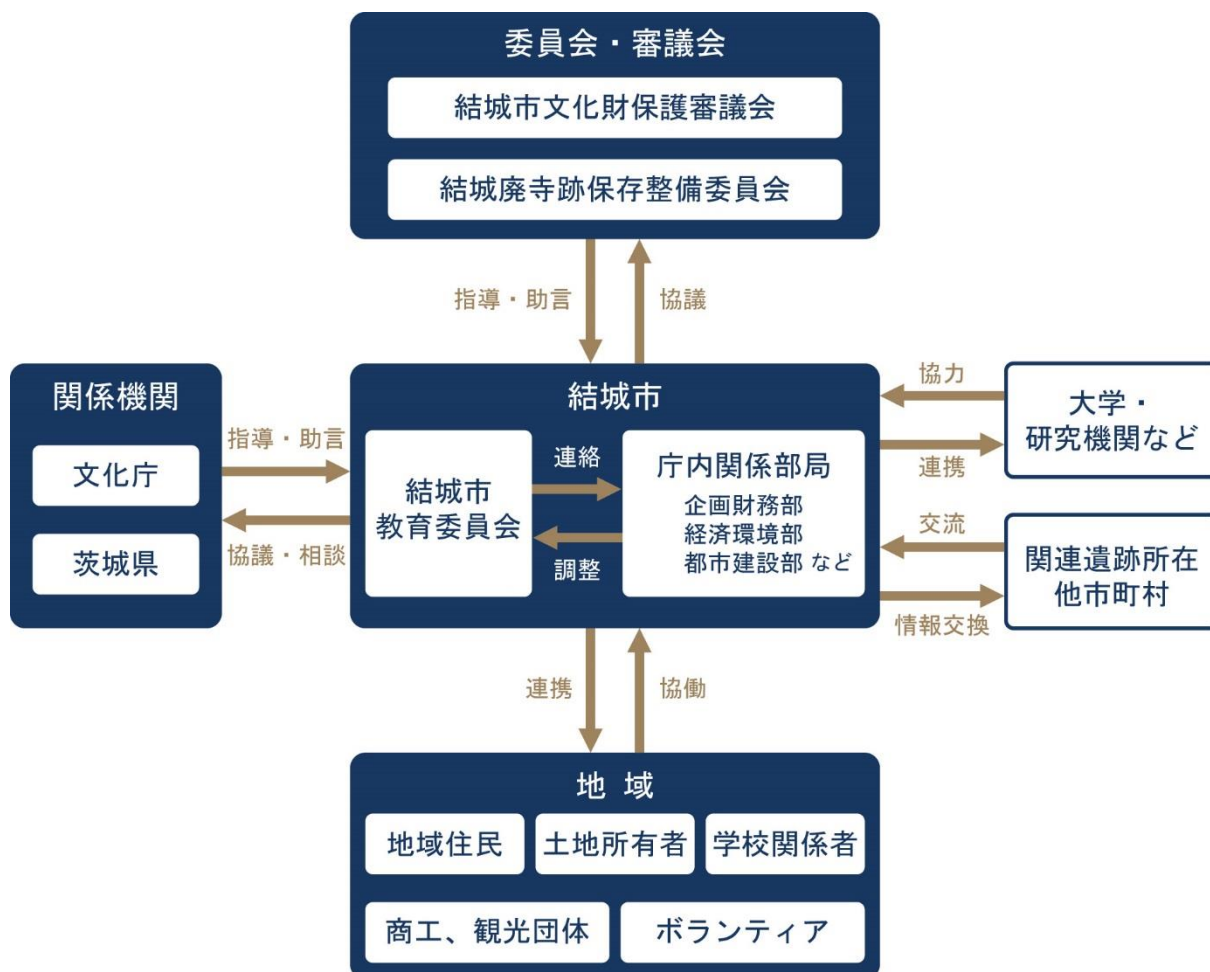 委員会・審議会
結城市文化財保護審議会
結城廃寺跡保存整備委員会
指導・助言
協議
関係機関
文化庁
茨城県
指導・助言
協議・相談
結城市
結城市
教育委員会
連絡
調整
庁内関係部局
企画財務部
経済環境部
都市建設部 など
協力
連携
大学・
研究機関など
交流
情報交換
関連遺跡所在
他市町村
連携
協働
地域
地域住民
土地所有者
学校関係者
商工、観光団体
ボランティア